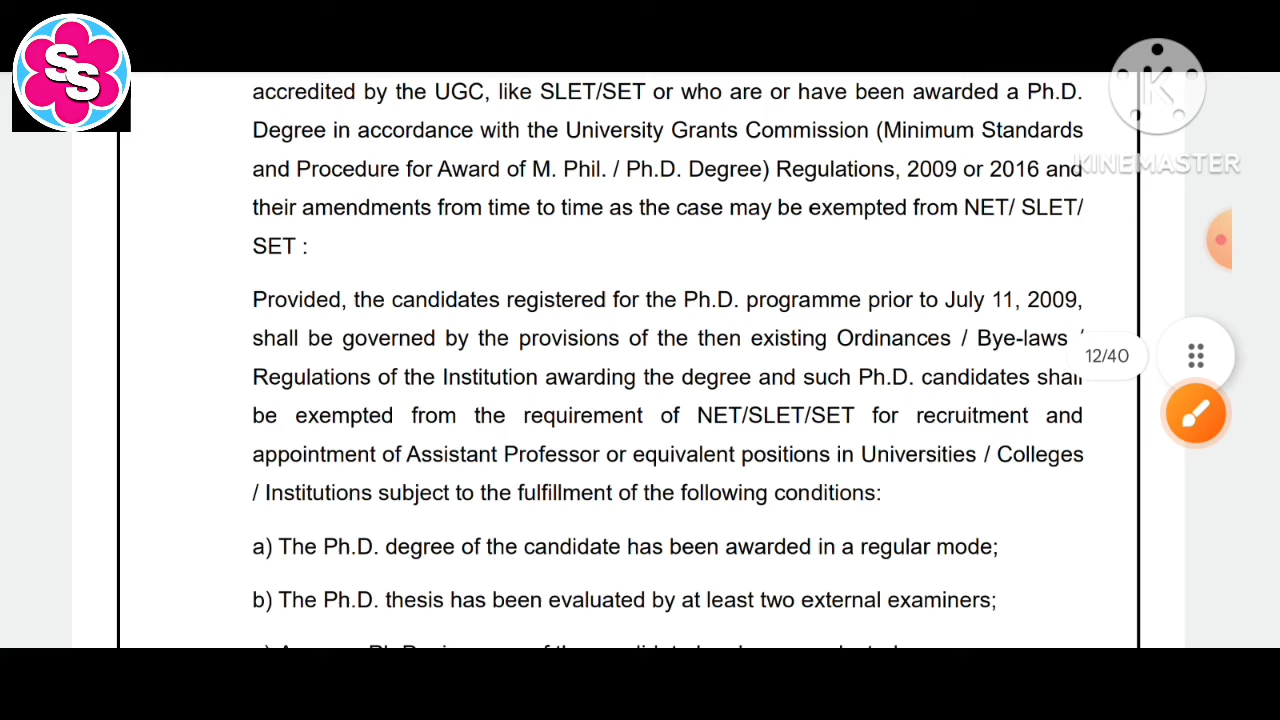 SS
accredited by the UGC, like SLET/SET or who are or have been awarded a Ph.D.
Degree in accordance with the University Grants Commission (Minimum Standards
and Procedure for Award of M. Phil. / Ph.D. Degree) Regulations, 2009 or 2016 and
K
KINEMASTER
their amendments from time to time as the case may be exempted from NET/ SLET/
SET :
Provided, the candidates registered for the Ph.D. programme prior to July 11, 2009,
shall be governed by the provisions of the then existing Ordinances / Bye-laws /
12/40
Regulations of the Institution awarding the degree and such Ph.D. candidates shall
be exempted from the requirement of NET/SLET/SET for recruitment and
appointment of Assistant Professor or equivalent positions in Universities / Colleges
/ Institutions subject to the fulfillment of the following conditions:
a) The Ph.D. degree of the candidate has been awarded in a regular mode;
b) The Ph.D. thesis has been evaluated by at least two external examiners;